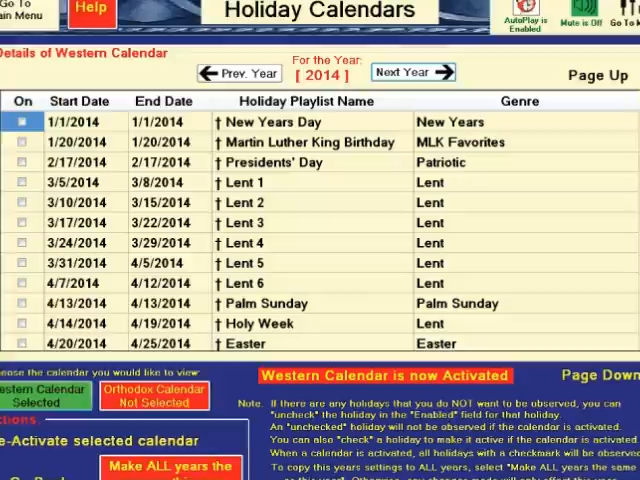 Go To
ain Menu
Help
Holiday Calendars
AutoPlay is
Enabled
Mute is Off
Details of Western Calendar
For the Year:
Prev. Year
[ 2014 ]
Next Year
Page Up
On Start Date End Date Holiday Playlist Name Genre
1/1/2014 1/1/2014 † New Years Day New Years
1/20/2014 1/20/2014 † Martin Luther King Birthday MLK Favorites
2/17/2014 2/17/2014 † Presidents' Day Patriotic
3/5/2014 3/8/2014 † Lent 1 Lent
3/10/2014 3/15/2014 † Lent 2 Lent
3/17/2014 3/22/2014 † Lent 3 Lent
3/24/2014 3/29/2014 † Lent 4 Lent
3/31/2014 4/5/2014 † Lent 5 Lent
4/7/2014 4/12/2014 † Lent 6 Lent
4/13/2014 4/13/2014 † Palm Sunday Palm Sunday
4/14/2014 4/19/2014 † Holy Week Lent
4/20/2014 4/25/2014 † Easter Easter
oose the calendar you would like to view
estern Calendar
Selected
Orthodox Calendar
Not Selected
Western Calendar is now Activated
Page Down
Note. If there are any holidays that you do NOT want to be observed, you can
"uncheck" the holiday in the "Enabled" field for that holiday.
An "unchecked" holiday will not be observed if the calendar is activated.
You can also "check" a holiday to make it active if the calendar is activated.
When a calendar is activated, all holidays with a checkmark will be observed
To copy this years settings to ALL years, select "Make ALL years the same
ctions
e-Activate selected calendar
Make ALL years the